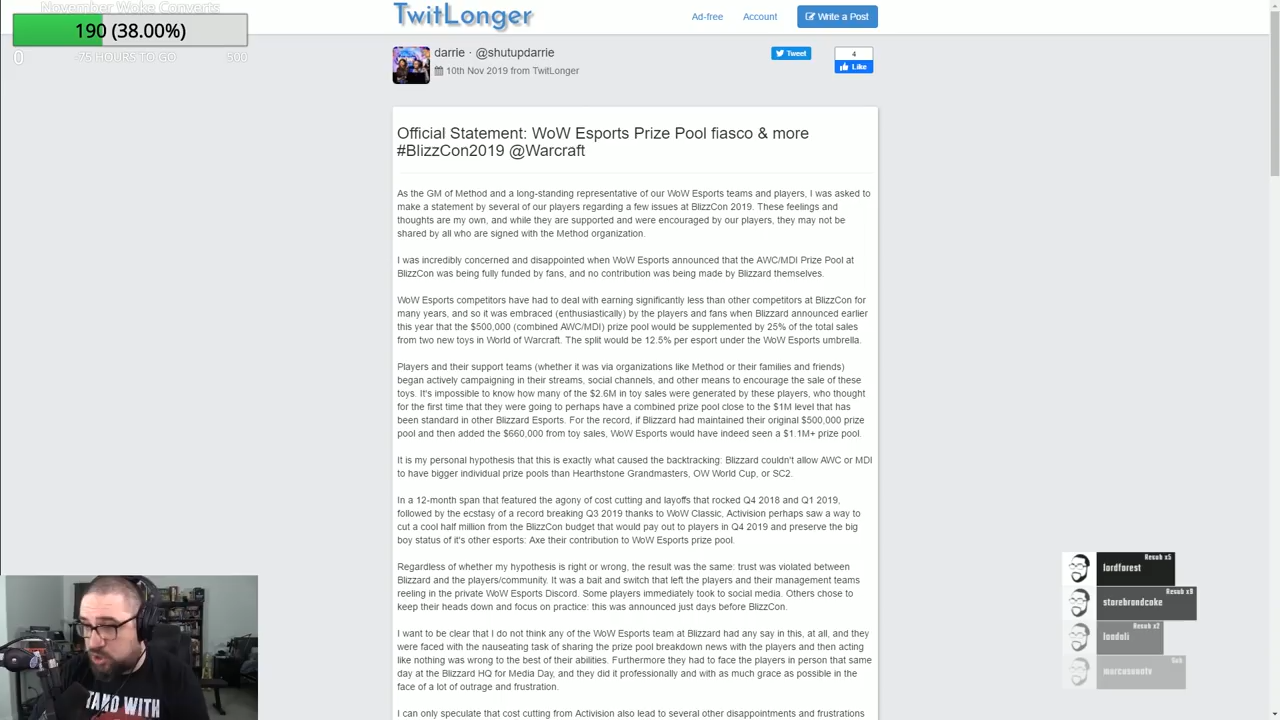 November Woke Converts
190 (38.00%)
0
75 HOURS TO GO
500
TwitLonger
Ad-free
Account
Write a Post
darrie · @shutupdarrie
10th Nov 2019 from TwitLonger
Tweet
4
Like
Official Statement: WoW Esports Prize Pool fiasco & more
#BlizzCon2019 @Warcraft
As the GM of Method and a long-standing representative of our WoW Esports teams and players, I was asked to
make a statement by several of our players regarding a few issues at BlizzCon 2019. These feelings and
thoughts are my own, and while they are supported and were encouraged by our players, they may not be
shared by all who are signed with the Method organization.
I was incredibly concerned and disappointed when WoW Esports announced that the AWC/MDI Prize Pool at
BlizzCon was being fully funded by fans, and no contribution was being made by Blizzard themselves.
WoW Esports competitors have had to deal with earning significantly less than other competitors at BlizzCon for
many years, and so it was embraced (enthusiastically) by the players and fans when Blizzard announced earlier
this year that the $500,000 (combined AWC/MDI) prize pool would be supplemented by 25% of the total sales
from two new toys in World of Warcraft. The split would be 12.5% per esport under the WoW Esports umbrella.
Players and their support teams (whether it was via organizations like Method or their families and friends)
began actively campaigning in their streams, social channels, and other means to encourage the sale of these
toys. It's impossible to know how many of the $2.6M in toy sales were generated by these players, who thought
for the first time that they were going to perhaps have a combined prize pool close to the $1M level that has
been standard in other Blizzard Esports. For the record, if Blizzard had maintained their original $500,000 prize
pool and then added the $660,000 from toy sales, WoW Esports would have indeed seen a $1.1M+ prize pool.
It is my personal hypothesis that this is exactly what caused the backtracking: Blizzard couldn't allow AWC or MDI
to have bigger individual prize pools than Hearthstone Grandmasters, OW World Cup, or SC2.
In a 12-month span that featured the agony of cost cutting and layoffs that rocked Q4 2018 and Q1 2019,
followed by the ecstasy of a record breaking Q3 2019 thanks to WoW Classic, Activision perhaps saw a way to
cut a cool half million from the BlizzCon budget that would pay out to players in Q4 2019 and preserve the big
boy status of it's other esports: Axe their contribution to WoW Esports prize pool.
Regardless of whether my hypothesis is right or wrong, the result was the same: trust was violated between
Blizzard and the players/community. It was a bait and switch that left the players and their management teams
reeling in the private WoW Esports Discord. Some players immediately took to social media. Others chose to
keep their heads down and focus on practice: this was announced just days before BlizzCon.
I want to be clear that I do not think any of the WoW Esports team at Blizzard had any say in this, at all, and they
were faced with the nauseating task of sharing the prize pool breakdown news with the players and then acting
like nothing was wrong to the best of their abilities. Furthermore they had to face the players in person that same
day at the Blizzard HQ for Media Day, and they did it professionally and with as much grace as possible in the
face of a lot of outrage and frustration.
I can only speculate that cost cutting from Activision also lead to several other disappointments and frustrations
Resub x5
lordforest
Resub x9
storebrandcake
Resub x2
Sub
WITH